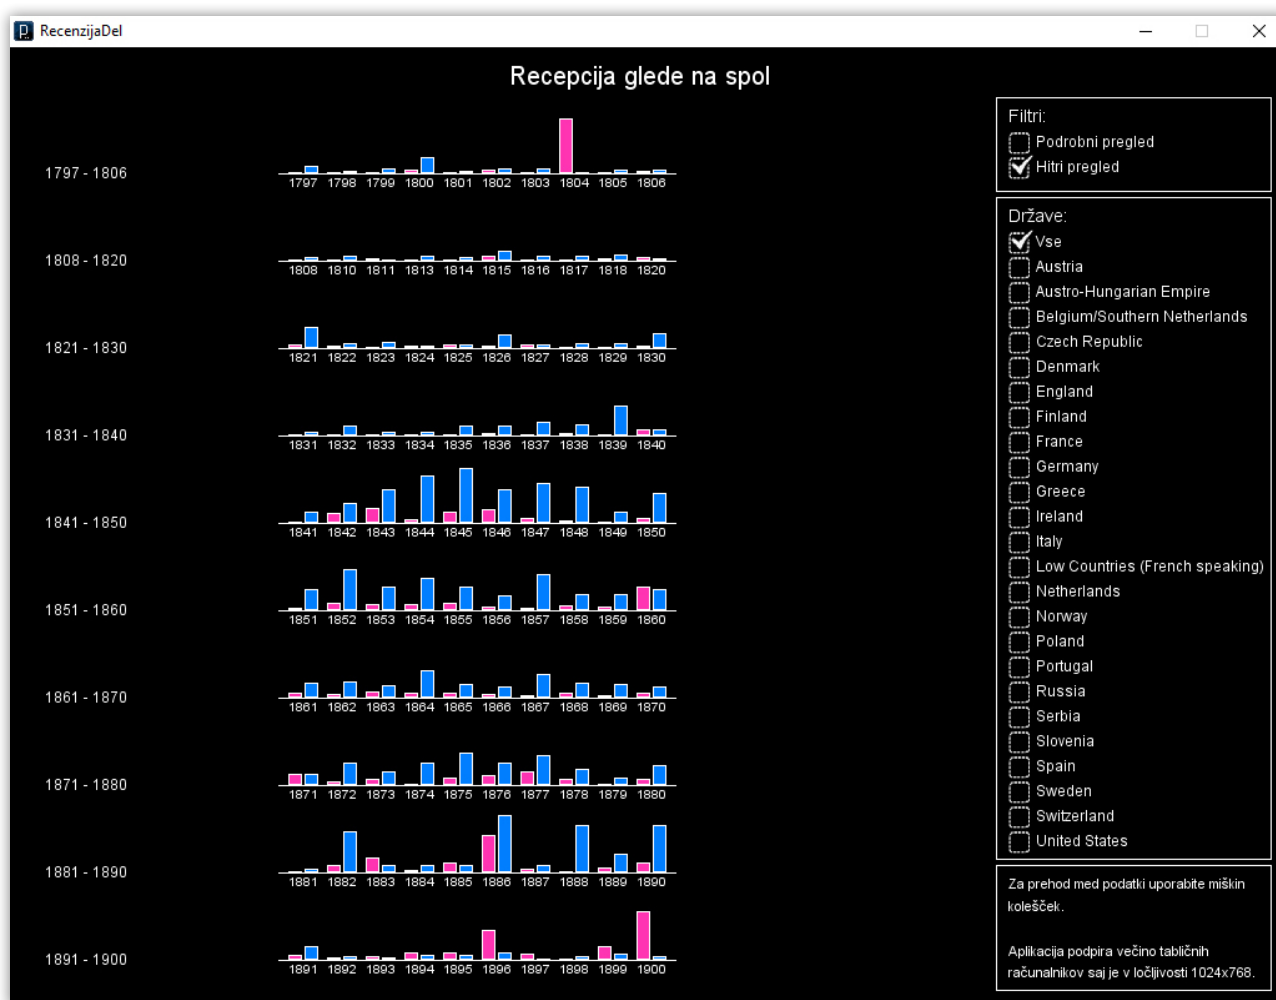 RecenzijaDel
Recepcija glede na spol
1797 - 1806
1797 1798 1799 1800 1801 1802 1803 1804 1805 1806
1808 - 1820
1808 1810 1811 1813 1814 1815 1816 1817 1818 1820
1821 - 1830
1821 1822 1823 1824 1825 1826 1827 1828 1829 1830
1831 - 1840
1831 1832 1833 1834 1835 1836 1837 1838 1839 1840
1841 - 1850
1841 1842 1843 1844 1845 1846 1847 1848 1849 1850
1851 - 1860
1851 1852 1853 1854 1855 1856 1857 1858 1859 1860
1861 - 1870
1861 1862 1863 1864 1865 1866 1867 1868 1869 1870
1871 - 1880
1871 1872 1873 1874 1875 1876 1877 1878 1879 1880
1881 - 1890
1881 1882 1883 1884 1885 1886 1887 1888 1889 1890
1891 - 1900
1891 1892 1893 1894 1895 1896 1897 1898 1899 1900
Filtri:
Podrobni pregled
Hitri pregled
Države:
Vse
Austria
Austro-Hungarian Empire
Belgium/Southern Netherlands
Czech Republic
Denmark
England
Finland
France
Germany
Greece
Ireland
Italy
Low Countries (French speaking)
Netherlands
Norway
Poland
Portugal
Russia
Serbia
Slovenia
Spain
Sweden
Switzerland
United States
Za prehod med podatki uporabite miškin
kolešček.
Aplikacija podpira večino tabličnih
računalnikov saj je v ločljivosti 1024x768.